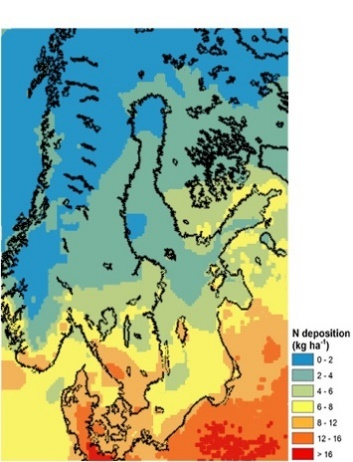 N deposition
(kg ha⁻¹)
0 - 2
2 - 4
4 - 6
6 - 8
8 - 12
12 - 16
> 16